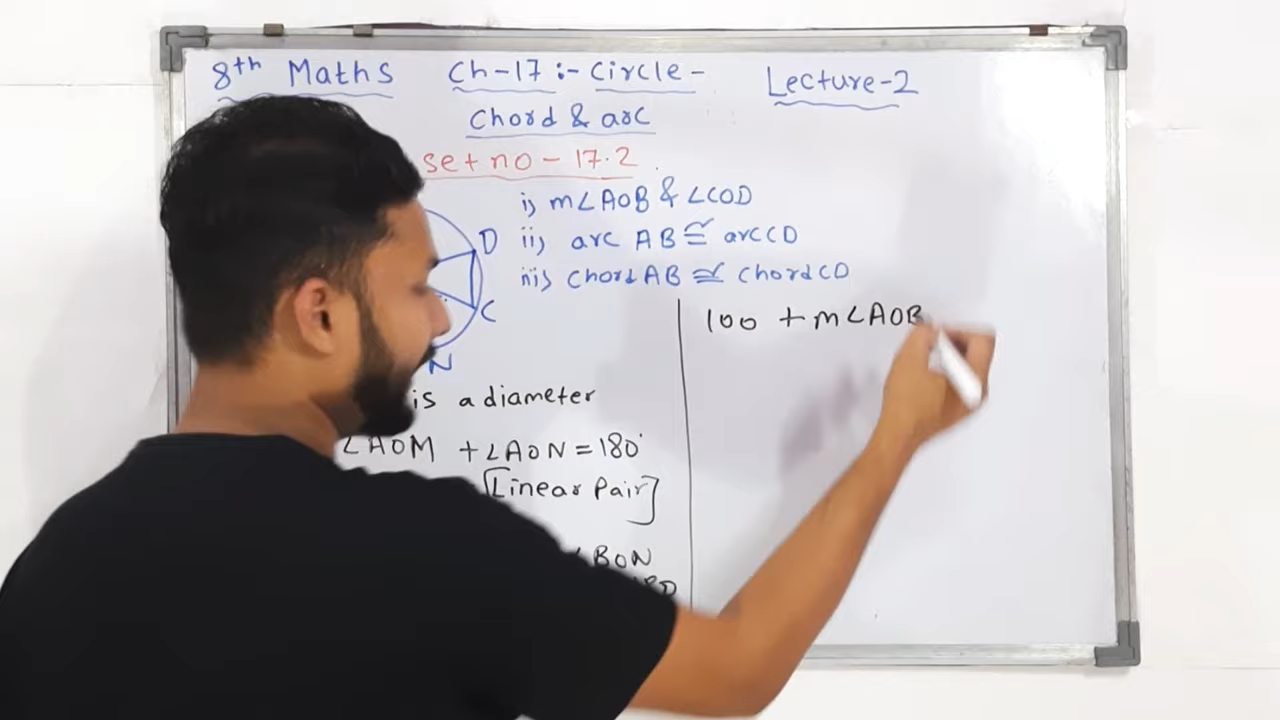 8th Maths Ch-17 :- Circle - Lecture-2
Chord & arc
set no - 17.2
i) m∠AOB & ∠COD
ii) arc AB ≅ arc CD
iii) Chord AB ≅ Chord CD
D
C
N
100 + m∠AOB
is a diameter
∠AOM + ∠AON = 180°
[Linear Pair]
BON